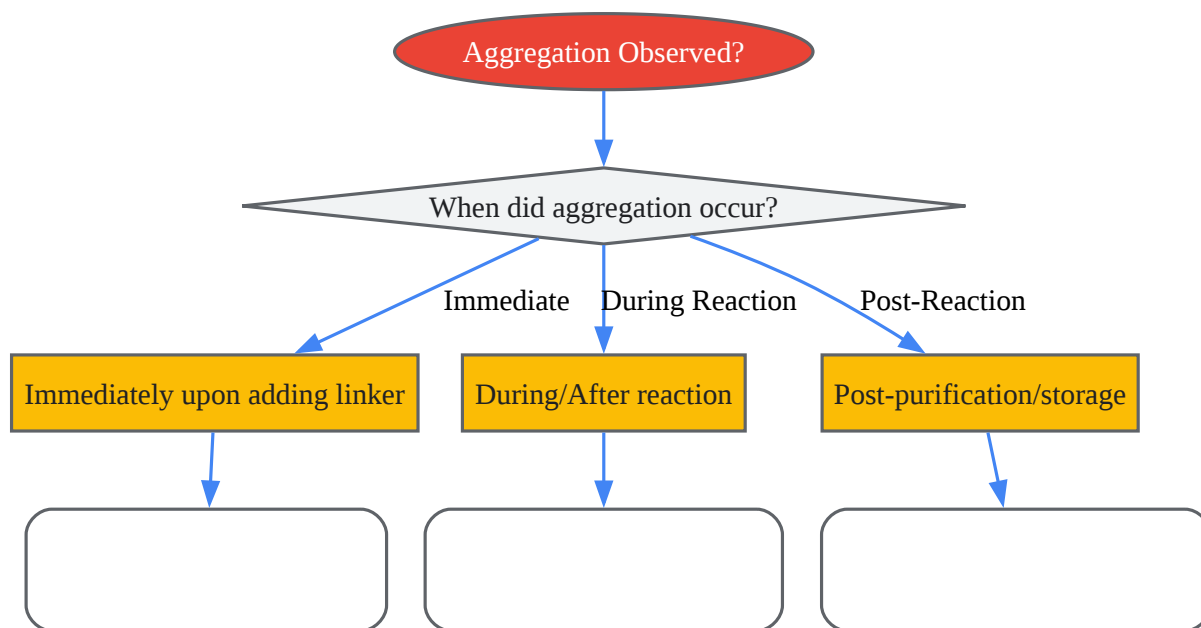 Aggregation Observed?
When did aggregation occur?
Immediate
During Reaction
Post-Reaction
Immediately upon adding linker
During/After reaction
Post-purification/storage